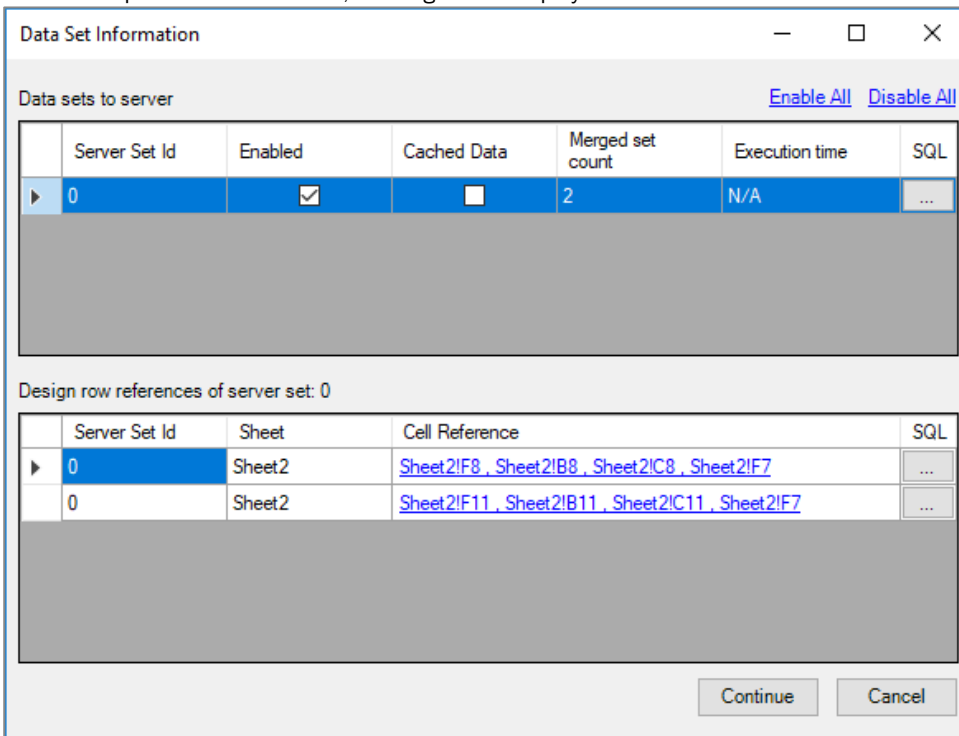 Data Set Information
Data sets to server Enable All Disable All
Server Set Id Enabled Cached Data Merged set count Execution time SQL
0 2 N/A ...
Design row references of server set: 0
Server Set Id Sheet Cell Reference SQL
0 Sheet2 Sheet2!F8 , Sheet2!B8 , Sheet2!C8 , Sheet2!F7 ...
0 Sheet2 Sheet2!F11 , Sheet2!B11 , Sheet2!C11 , Sheet2!F7 ...
Continue Cancel